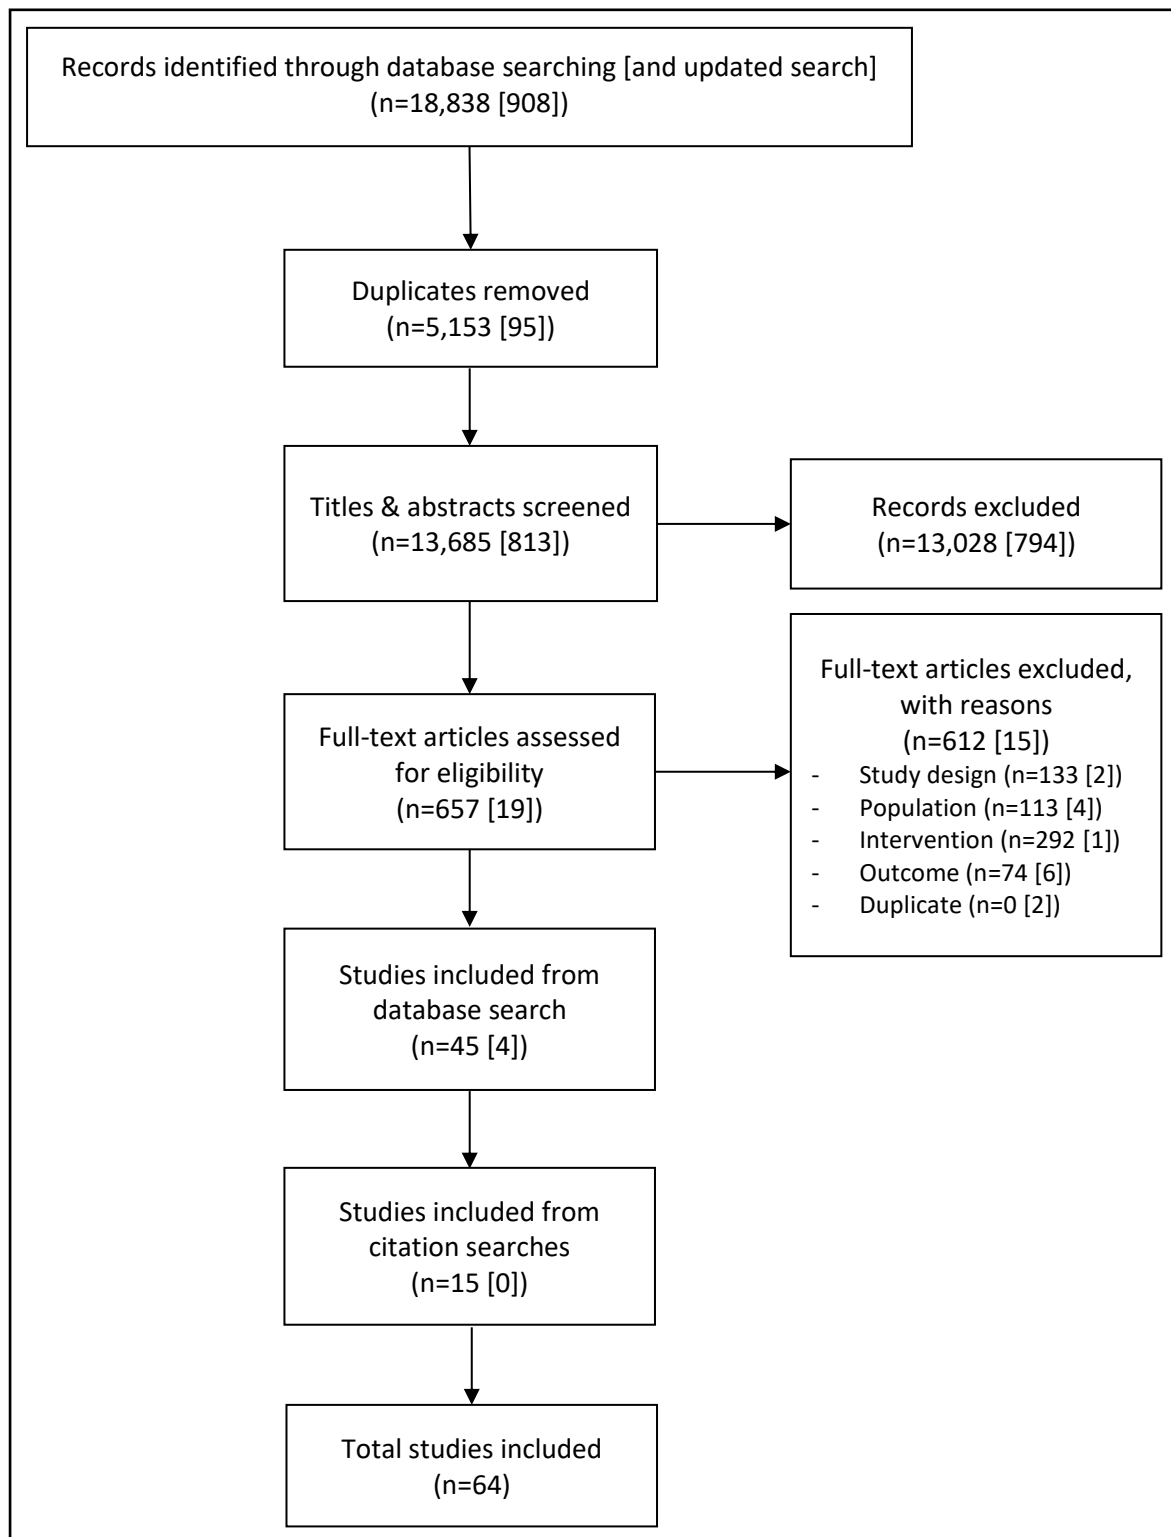 Records identified through database searching [and updated search]
(n=18,838 [908])
Duplicates removed
(n=5,153 [95])
Titles & abstracts screened
(n=13,685 [813])
Records excluded
(n=13,028 [794])
Full-text articles assessed
for eligibility
(n=657 [19])
Full-text articles excluded,
with reasons
(n=612 [15])
- Study design (n=133 [2])
- Population (n=113 [4])
- Intervention (n=292 [1])
- Outcome (n=74 [6])
- Duplicate (n=0 [2])
Studies included from
database search
(n=45 [4])
Studies included from
citation searches
(n=15 [0])
Total studies included
(n=64)